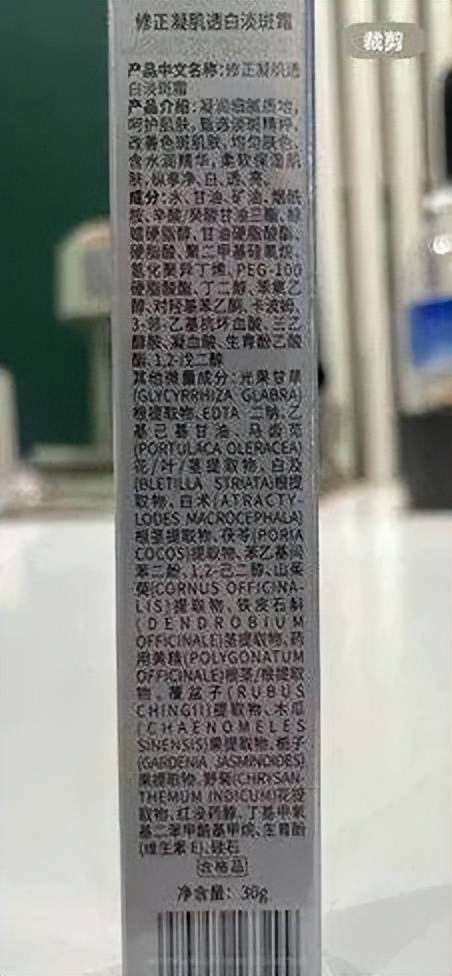 裁剪
修正凝肌透白淡斑霜
产品中文名称:修正凝肌透
白淡斑霜
产品介绍:凝润细腻质地,
呵护肌肤,甄选淡斑精粹,
改善色斑肌肤,均匀肤色,
含水润精华,柔软保湿肌
肤,纵享净、白、透、亮。
成分:水、甘油、矿油、烟酰
胺、辛酸/癸酸甘油三酯、鲸
蜡硬脂醇、甘油硬脂酸酯、
硬脂酸、聚二甲基硅氧烷、
氢化聚异丁烯、PEG-100
硬脂酸酯、丁二醇、苯氧乙
醇、对羟基苯乙酮、卡波姆、
3-邻-乙基抗坏血酸、三乙
醇胺、凝血酸、生育酚乙酸
酯、1,2-戊二醇
其他微量成分:光果甘草
(GLYCYRRHIZA GLABRA)
根提取物、EDTA 二钠、乙
基己基甘油、马齿苋
(PORTULACA OLERACEA)
花/叶/茎提取物、白及
(BLETILLA STRIATA)根提
取物、白术(ATRACTY-
LODES MACROCEPHALA)
根茎提取物、茯苓(PORIA
COCOS)提取物、苯乙基间
苯二酚、1,2-己二醇、山茱
萸(CORNUS OFFICINA-
LIS)提取物、铁皮石斛
(DENDROBIUM
OFFICINALE)茎提取物、药
用黄精(POLYGONATUM
OFFICINALE)根茎/根提取
物、覆盆子(RUBUS
CHINGII)提取物、木瓜
(CHAENOMELES
SINENSIS)果提取物、栀子
(GARDENIA JASMINOIDES)
果提取物、野菊(CHRYSAN-
THEMUM INDICUM)花提
取物、红没药醇、丁基甲氧
基二苯甲酰基甲烷、生育酚
(维生素E)、硅石
合格品
净含量: 30g